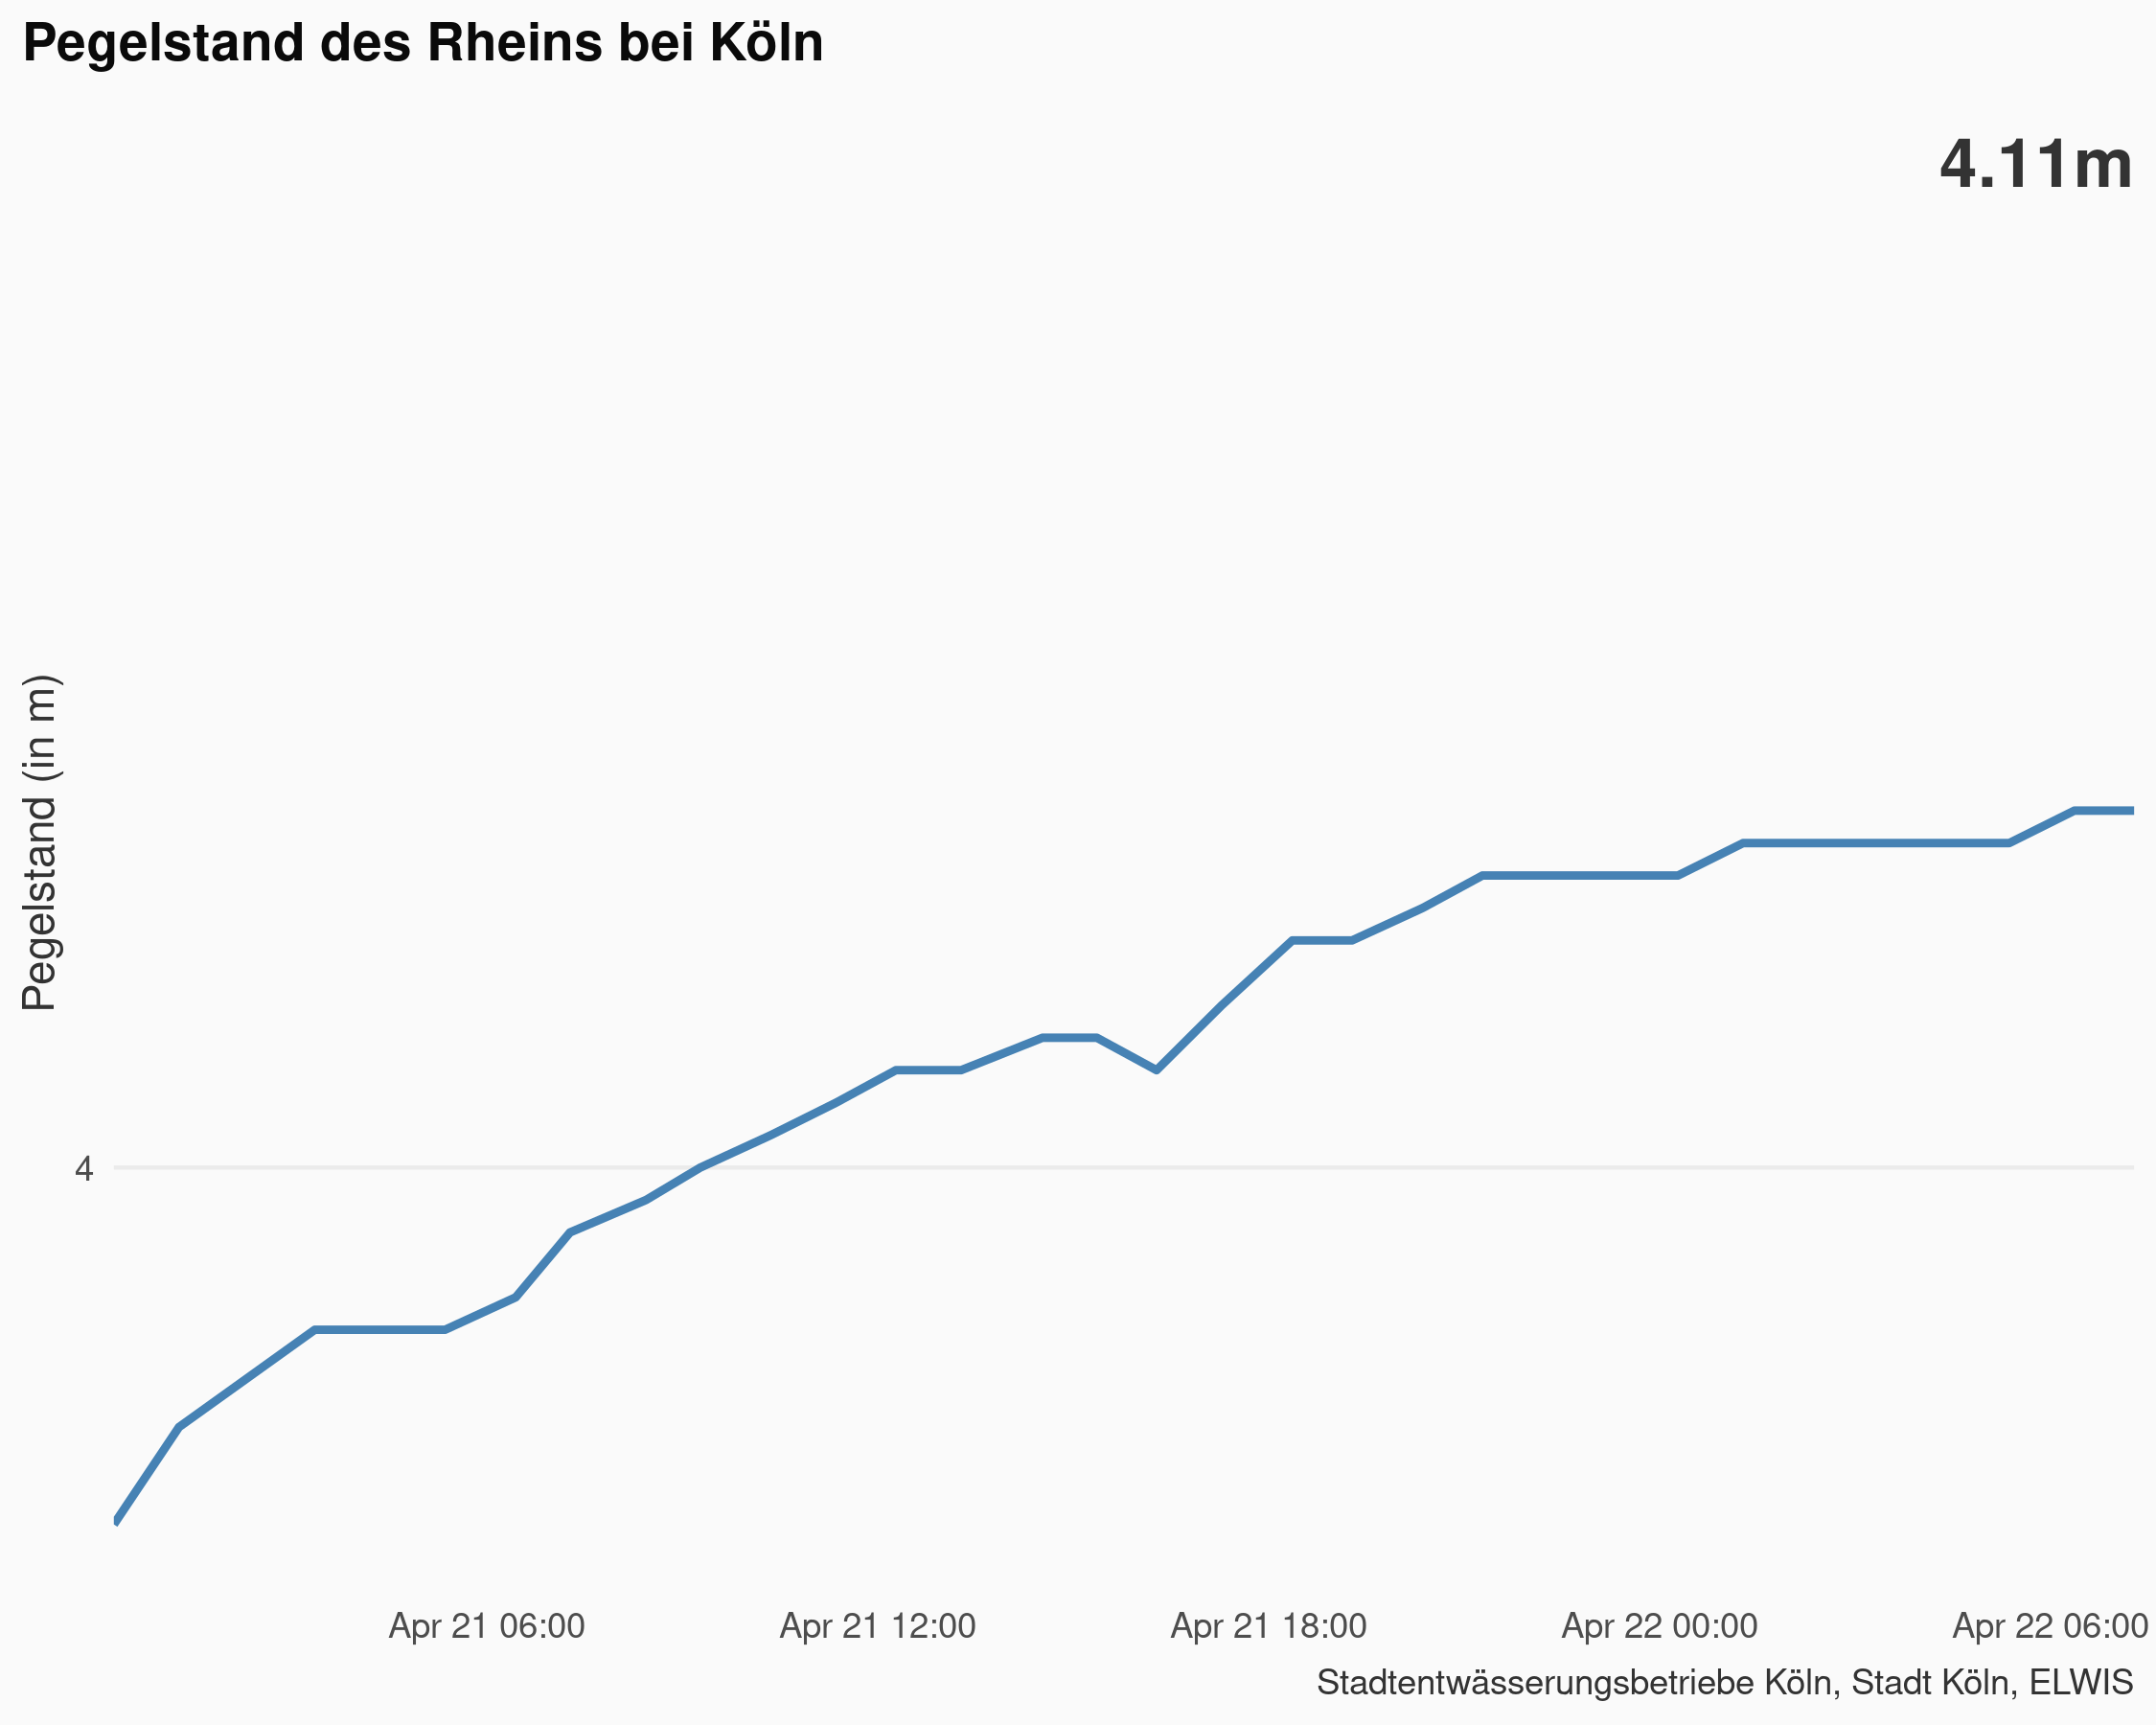 Pegelstand des Rheins bei Köln
4.11m
Pegelstand (in m)
4
Apr 21 06:00
Apr 21 12:00
Apr 21 18:00
Apr 22 00:00
Apr 22 06:00
Stadtentwässerungsbetriebe Köln, Stadt Köln, ELWIS